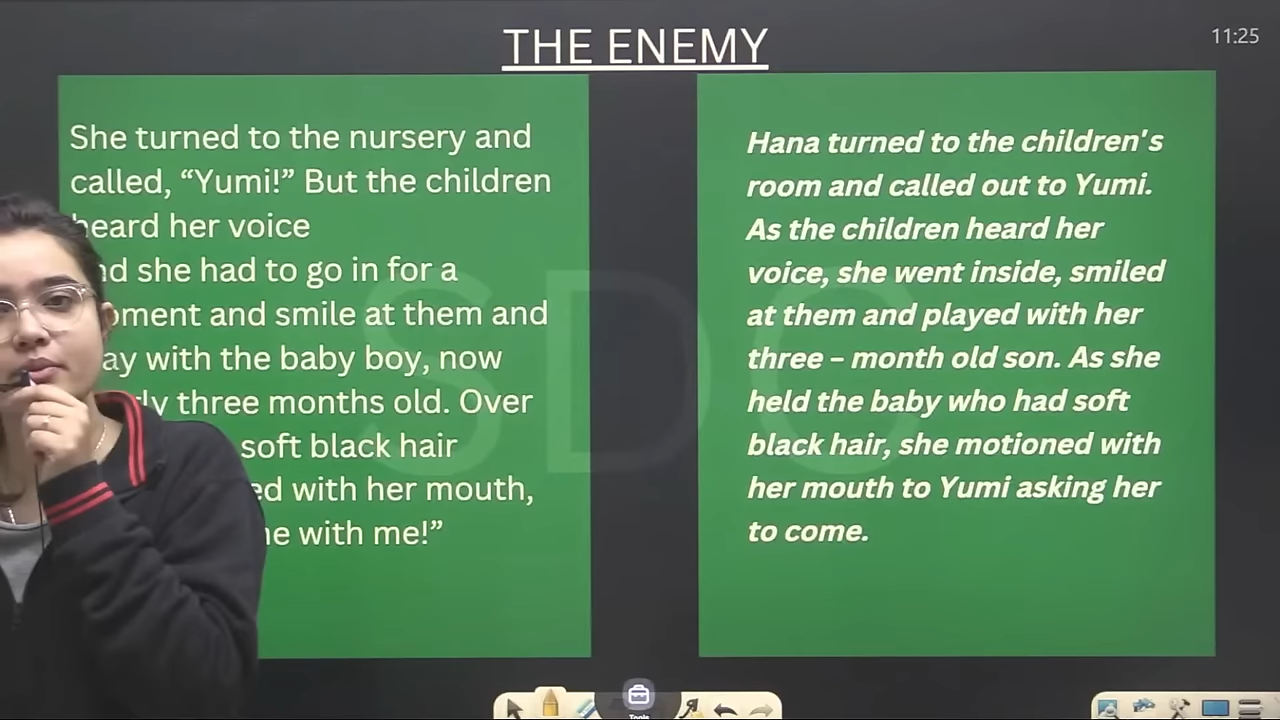 THE ENEMY
11:25
She turned to the nursery and
called, “Yumi!” But the children
heard her voice
she had to go in for a
and smile at them and
with the baby boy, now
three months old. Over
soft black hair
with her mouth,
with me!”
Hana turned to the children's
room and called out to Yumi.
As the children heard her
voice, she went inside, smiled
at them and played with her
three – month old son. As she
held the baby who had soft
black hair, she motioned with
her mouth to Yumi asking her
to come.
SDC
Tools